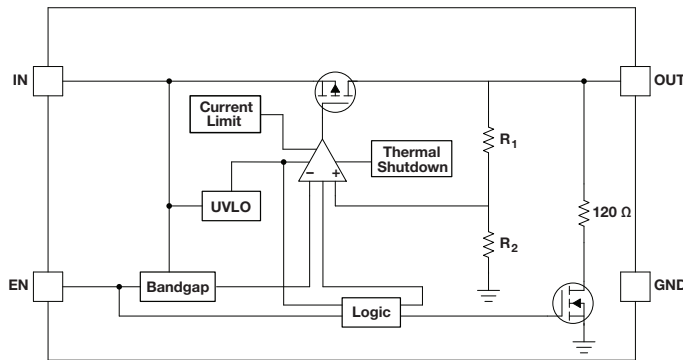 IN
OUT
Current
Limit
R1
Thermal
Shutdown
− +
UVLO
120 Ω
R2
EN
Bandgap
GND
Logic